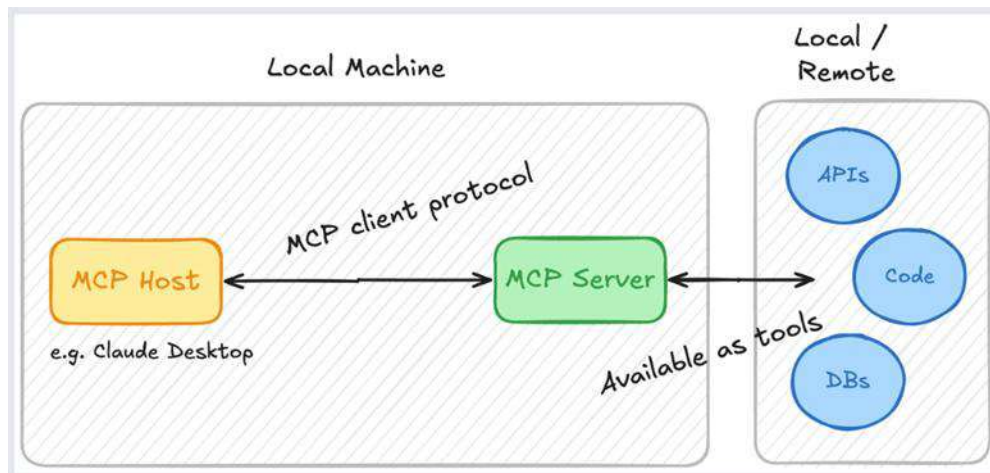 Local Machine
Local /
Remote
MCP client protocol
MCP Host
e.g. Claude Desktop
MCP Server
Available as tools
APIs
Code
DBs